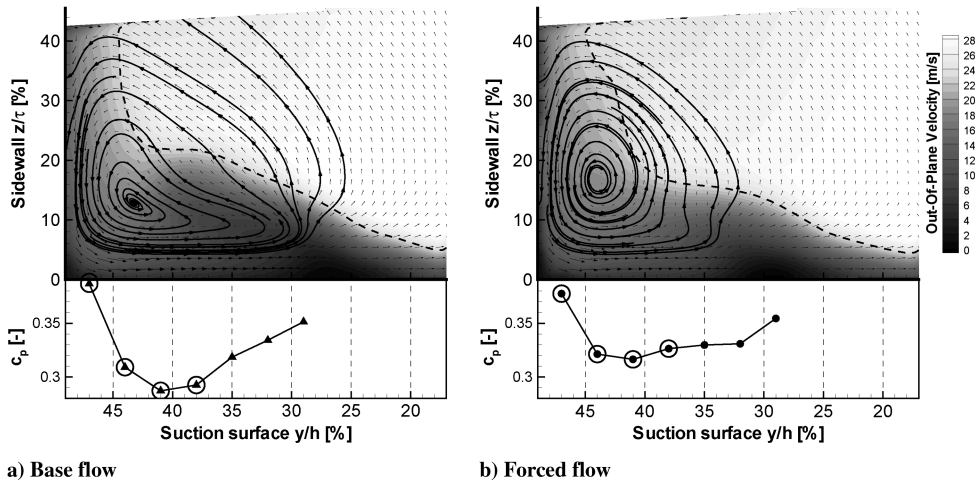 40
30
20
10
0
Sidewall z/τ [%]
0.35
0.3
cp [-]
45 40 35 30 25 20
Suction surface y/h [%]
a) Base flow
40
30
20
10
0
Sidewall z/τ [%]
0.35
0.3
cp [-]
45 40 35 30 25 20
Suction surface y/h [%]
b) Forced flow
28
26
24
22
20
18
16
14
12
10
8
6
4
2
0
Out-Of-Plane Velocity [m/s]